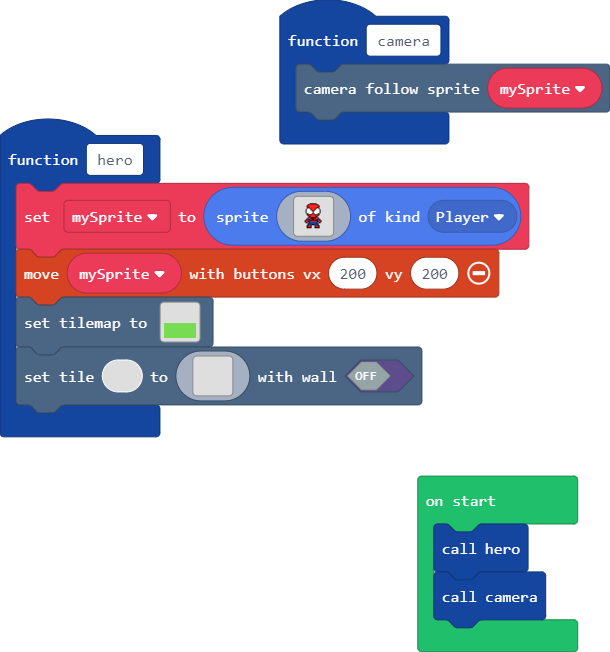 function camera
camera follow sprite mySprite
function hero
set mySprite to sprite of kind Player
move mySprite with buttons vx 200 vy 200
set tilemap to
set tile to with wall OFF
on start
call hero
call camera